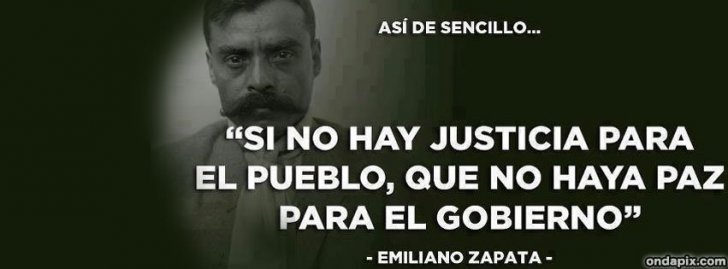 ASÍ DE SENCILLO...
“SI NO HAY JUSTICIA PARA
EL PUEBLO, QUE NO HAYA PAZ
PARA EL GOBIERNO”
- EMILIANO ZAPATA -
ondapix.com